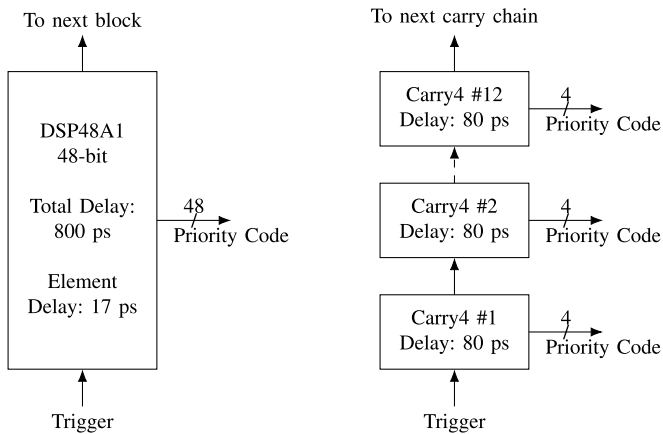 To next block
DSP48A1
48-bit
Total Delay:
800 ps
Element
Delay: 17 ps
48
Priority Code
Trigger
To next carry chain
Carry4 #12
Delay: 80 ps
4
Priority Code
Carry4 #2
Delay: 80 ps
4
Priority Code
Carry4 #1
Delay: 80 ps
4
Priority Code
Trigger